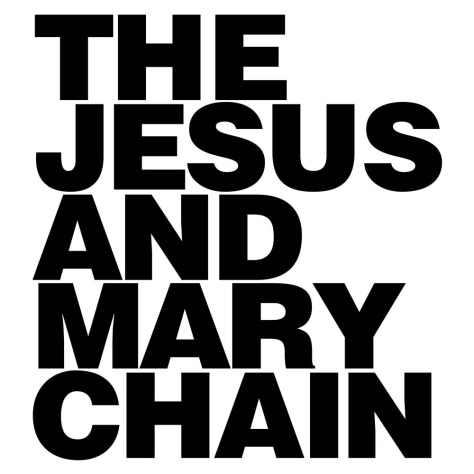 THE
JESUS
AND
MARY
CHAIN